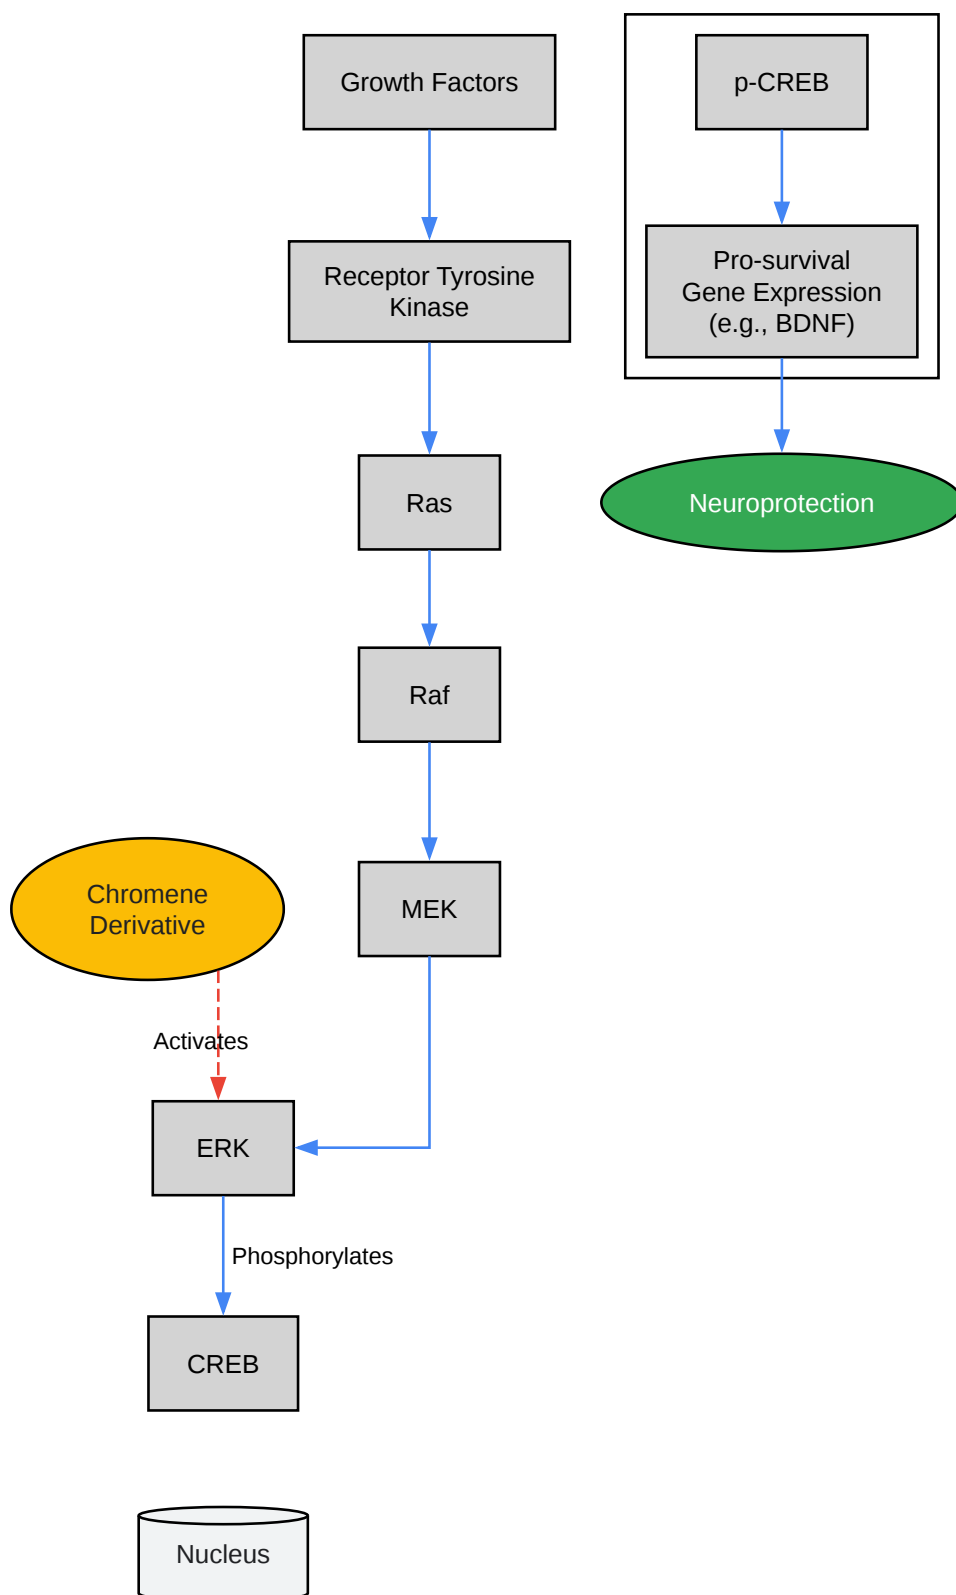 Growth Factors
p-CREB
Receptor Tyrosine
Kinase
Pro-survival
Gene Expression
(e.g., BDNF)
Ras
Neuroprotection
Raf
Chromene
Derivative
MEK
Activates
ERK
Phosphorylates
CREB
Nucleus